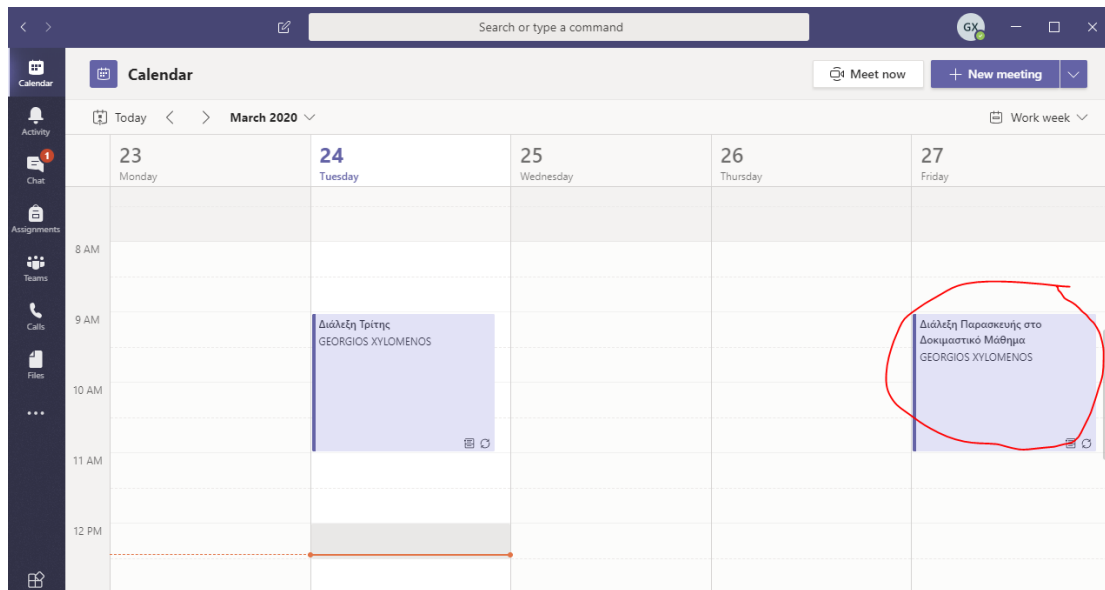 Search or type a command
GX
Calendar
Calendar
Meet now
New meeting
Activity
Today
March 2020
Work week
1
Chat
23
Monday
24
Tuesday
25
Wednesday
26
Thursday
27
Friday
Assignments
8 AM
Teams
Calls
9 AM
Διάλεξη Τρίτης
GEORGIOS XYLOMENOS
Διάλεξη Παρασκευής στο
Δοκιμαστικό Μάθημα
GEORGIOS XYLOMENOS
Files
10 AM
11 AM
12 PM